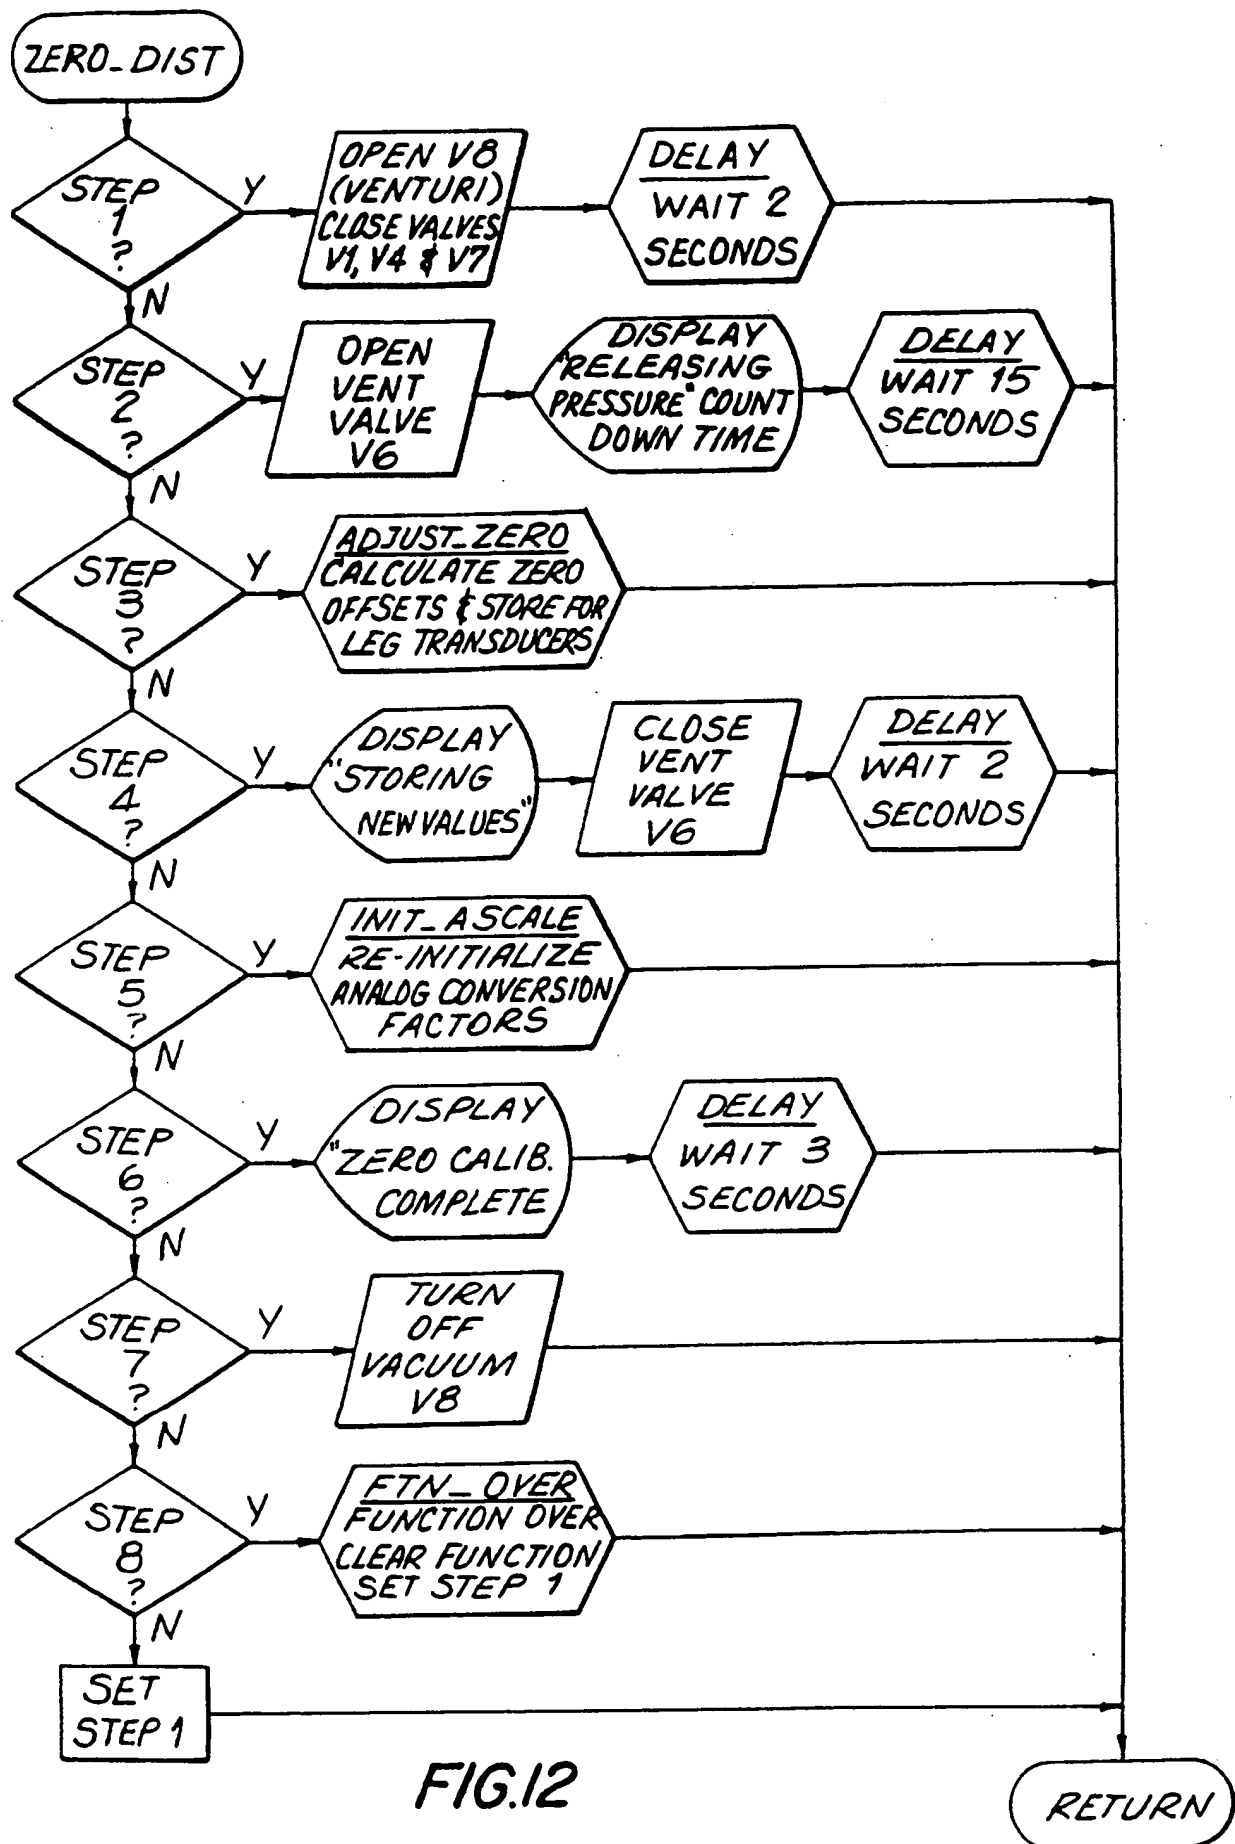 ZERO_DIST
STEP
1
?
Y
OPEN V8
(VENTURI)
CLOSE VALVES
V1, V4 & V7
DELAY
WAIT 2
SECONDS
N
STEP
2
?
Y
OPEN
VENT
VALVE
V6
DISPLAY
"RELEASING
PRESSURE" COUNT
DOWN TIME
DELAY
WAIT 15
SECONDS
N
STEP
3
?
Y
ADJUST_ZERO
CALCULATE ZERO
OFFSETS & STORE FOR
LEG TRANSDUCERS
N
STEP
4
?
Y
DISPLAY
"STORING
NEW VALUES"
CLOSE
VENT
VALVE
V6
DELAY
WAIT 2
SECONDS
N
STEP
5
?
Y
INIT_ASCALE
RE-INITIALIZE
ANALOG CONVERSION
FACTORS
N
STEP
6
?
Y
DISPLAY
"ZERO CALIB.
COMPLETE
DELAY
WAIT 3
SECONDS
N
STEP
7
?
Y
TURN
OFF
VACUUM
V8
N
STEP
8
?
Y
FTN_OVER
FUNCTION OVER
CLEAR FUNCTION
SET STEP 1
N
SET
STEP 1
FIG.12
RETURN